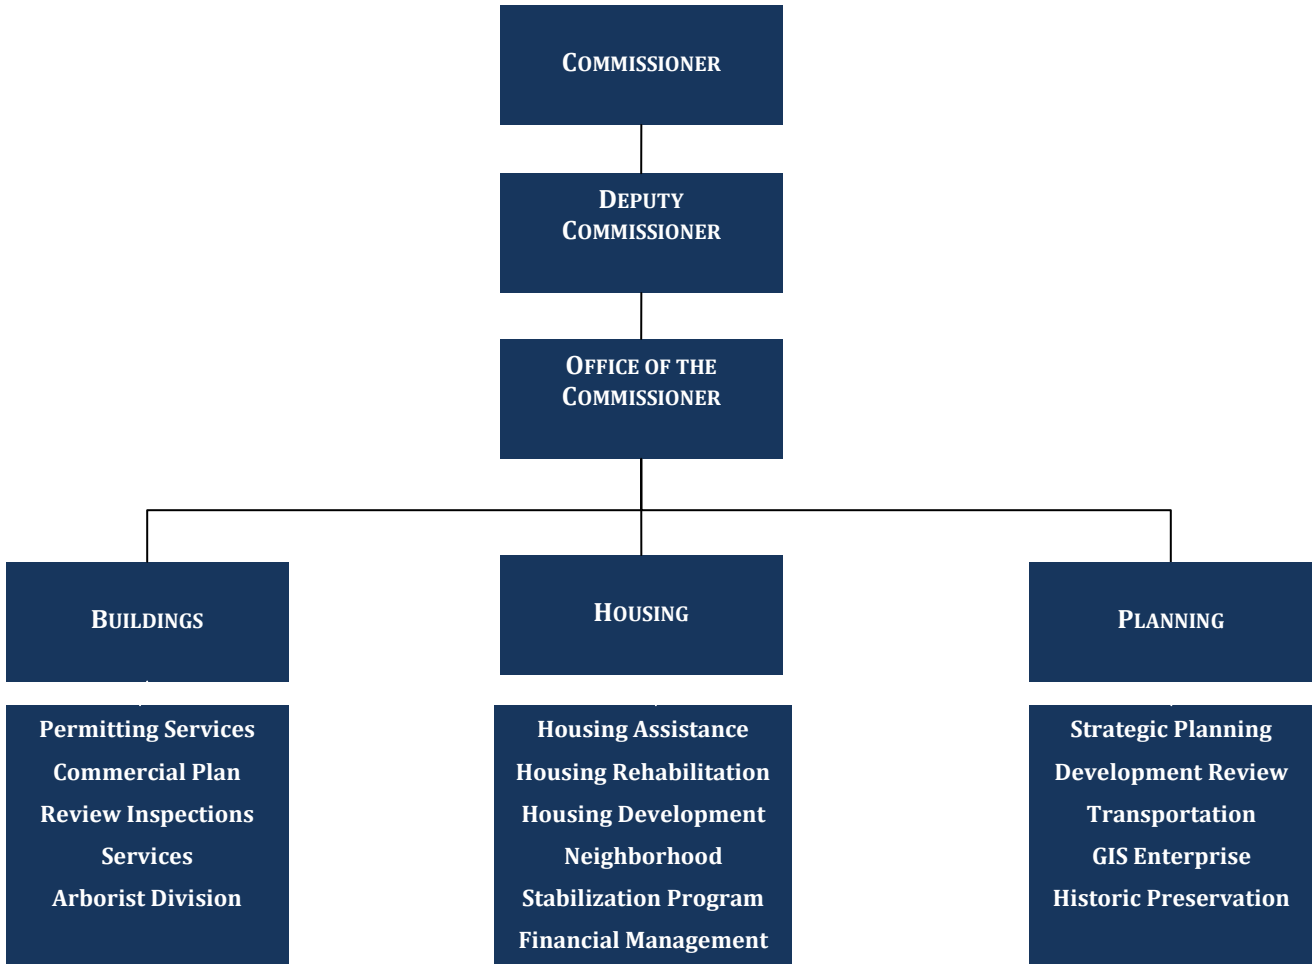 COMMISSIONER
DEPUTY
COMMISSIONER
OFFICE OF THE
COMMISSIONER
BUILDINGS
HOUSING
PLANNING
Permitting Services
Commercial Plan
Review Inspections
Services
Arborist Division
Housing Assistance
Housing Rehabilitation
Housing Development
Neighborhood
Stabilization Program
Financial Management
Strategic Planning
Development Review
Transportation
GIS Enterprise
Historic Preservation